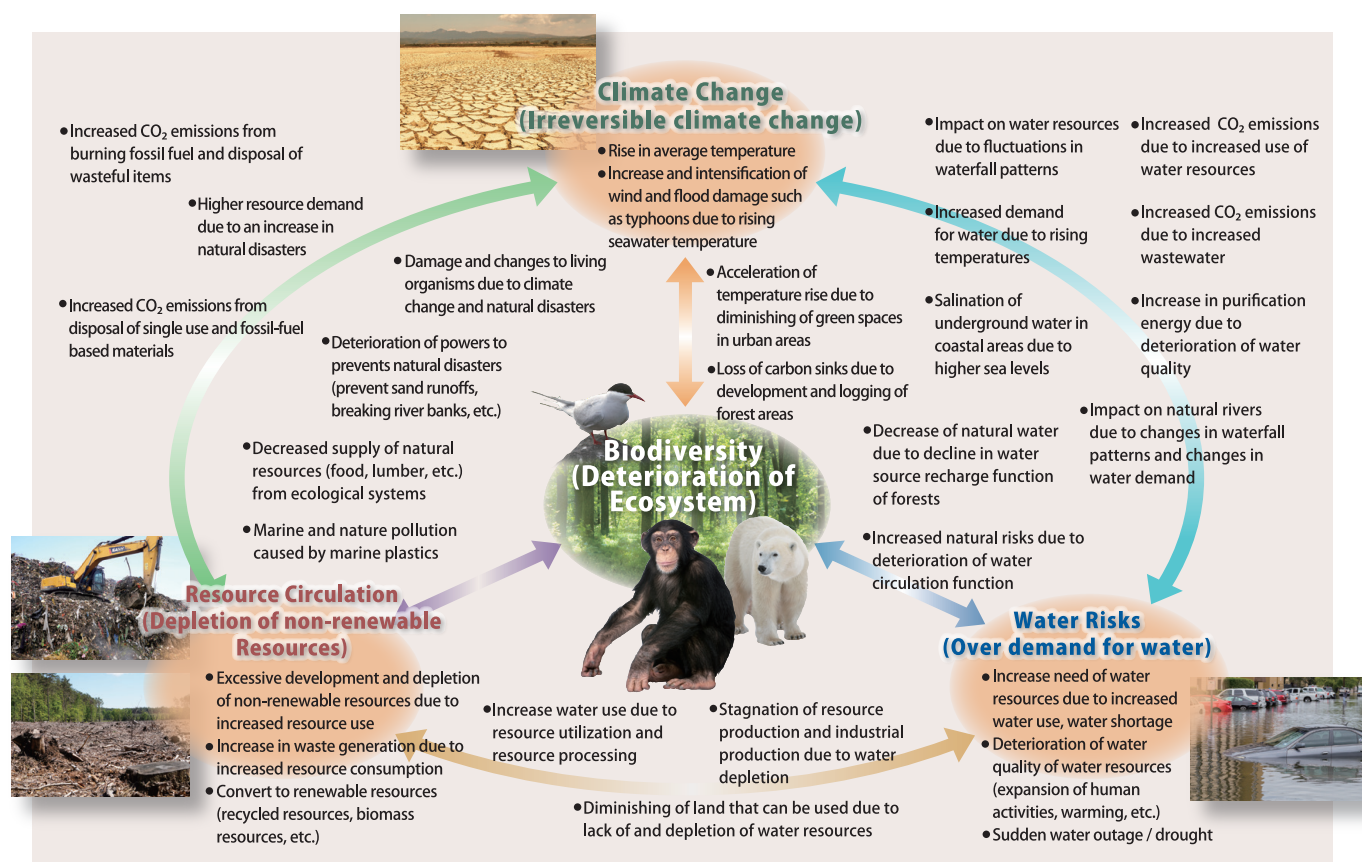 Climate Change
(Irreversible climate change)
●Rise in average temperature
●Increase and intensification of
wind and flood damage such
as typhoons due to rising
seawater temperature
●Increased CO₂ emissions from
burning fossil fuel and disposal of
wasteful items
●Higher resource demand
due to an increase in
natural disasters
●Increased CO₂ emissions from
disposal of single use and fossil-fuel
based materials
●Damage and changes to living
organisms due to climate
change and natural disasters
●Deterioration of powers to
prevents natural disasters
(prevent sand runoffs,
breaking river banks, etc.)
●Decreased supply of natural
resources (food, lumber, etc.)
from ecological systems
●Marine and nature pollution
caused by marine plastics
●Acceleration of
temperature rise due to
diminishing of green spaces
in urban areas
●Loss of carbon sinks due to
development and logging of
forest areas
●Impact on water resources
due to fluctuations in
waterfall patterns
●Increased demand
for water due to rising
temperatures
●Salination of
underground water in
coastal areas due to
higher sea levels
●Increased CO₂ emissions
due to increased use of
water resources
●Increased CO₂ emissions
due to increased
wastewater
●Increase in purification
energy due to
deterioration of water
quality
●Impact on natural rivers
due to changes in waterfall
patterns and changes in
water demand
●Decrease of natural water
due to decline in water
source recharge function
of forests
●Increased natural risks due to
deterioration of water
circulation function
Biodiversity
(Deterioration of
Ecosystem)
Resource Circulation
(Depletion of non-renewable
Resources)
●Excessive development and depletion
of non-renewable resources due to
increased resource use
●Increase in waste generation due to
increased resource consumption
●Convert to renewable resources
(recycled resources, biomass
resources, etc.)
●Increase water use due to
resource utilization and
resource processing
●Stagnation of resource
production and industrial
production due to water
depletion
●Diminishing of land that can be used due to
lack of and depletion of water resources
Water Risks
(Over demand for water)
●Increase need of water
resources due to increased
water use, water shortage
●Deterioration of water
quality of water resources
(expansion of human
activities, warming, etc.)
●Sudden water outage / drought